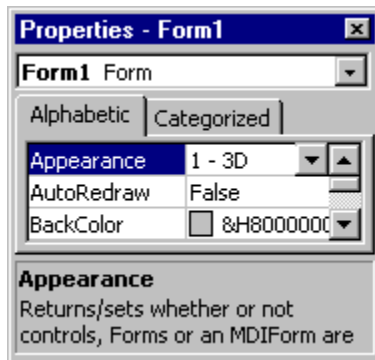 Properties - Form1
Form1 Form
Alphabetic Categorized
Appearance 1 - 3D
AutoRedraw False
BackColor &H8000000
Appearance
Returns/sets whether or not
controls, Forms or an MDIForm are